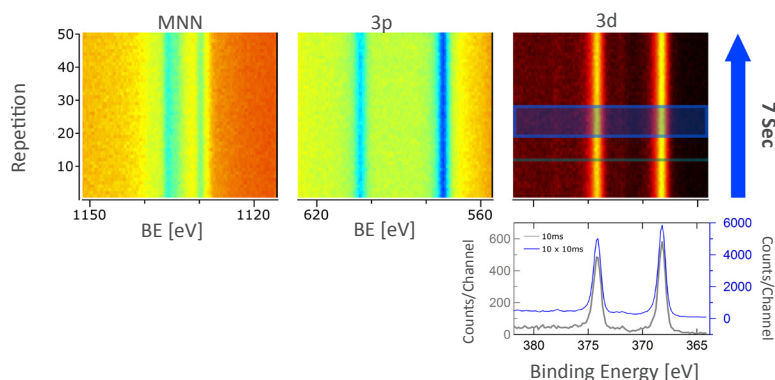 MNN
3p
3d
50
40
30
20
10
Repetition
1150
1120
BE [eV]
620
560
BE [eV]
7 Sec
600
400
200
0
Counts/Channel
10ms
10 x 10ms
6000
4000
2000
0
Counts/Channel
380
375
370
365
Binding Energy [eV]